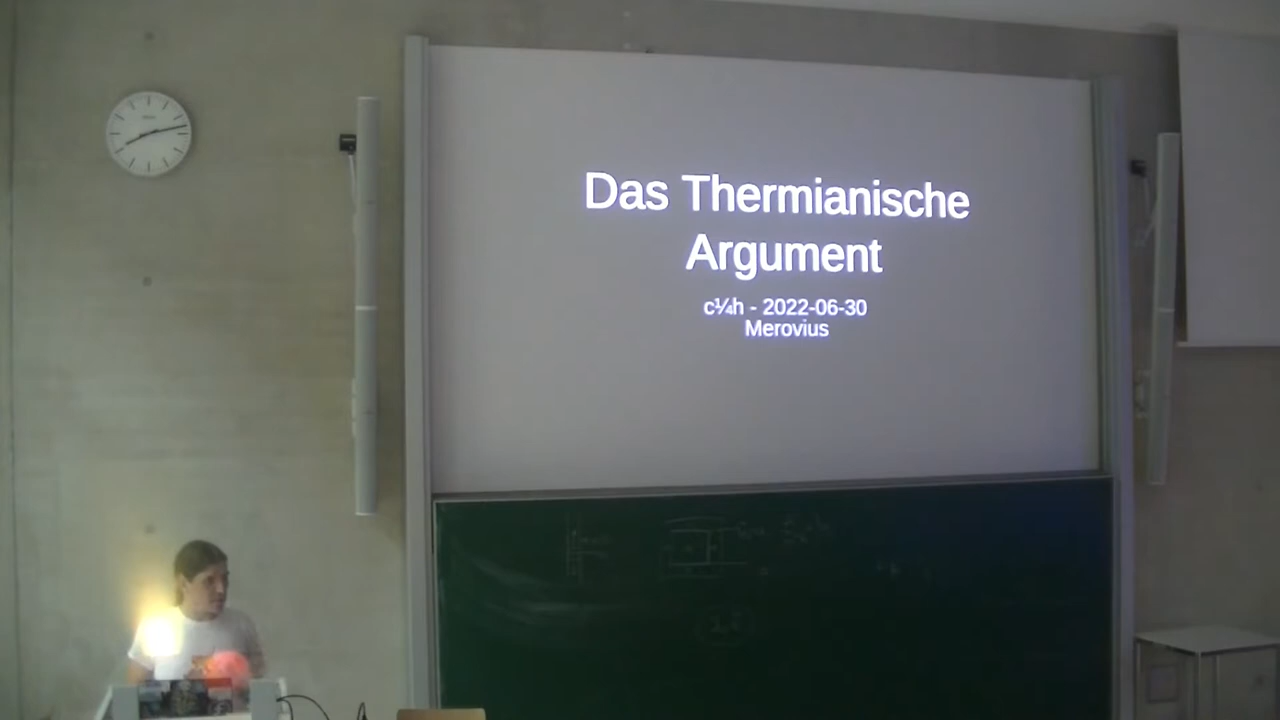 Das Thermianische
Argument
c¼h - 2022-06-30
Merovius